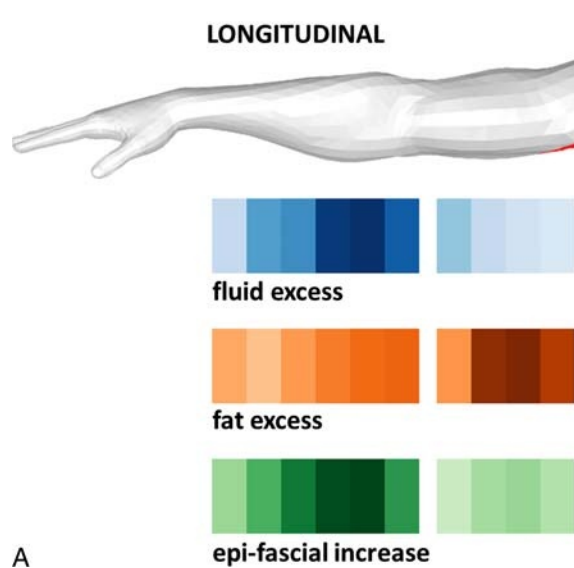 LONGITUDINAL
fluid excess
fat excess
epi-fascial increase
A